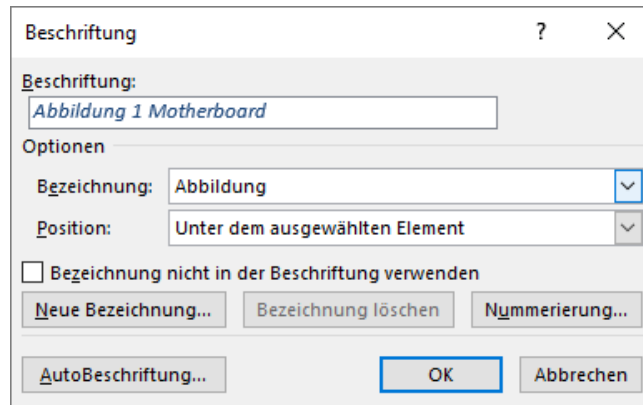 Beschriftung ?
Beschriftung:
Abbildung 1 Motherboard
Optionen
Bezeichnung: Abbildung
Position: Unter dem ausgewählten Element
Bezeichnung nicht in der Beschriftung verwenden
Neue Bezeichnung... Bezeichnung löschen Nummerierung...
AutoBeschriftung... OK Abbrechen